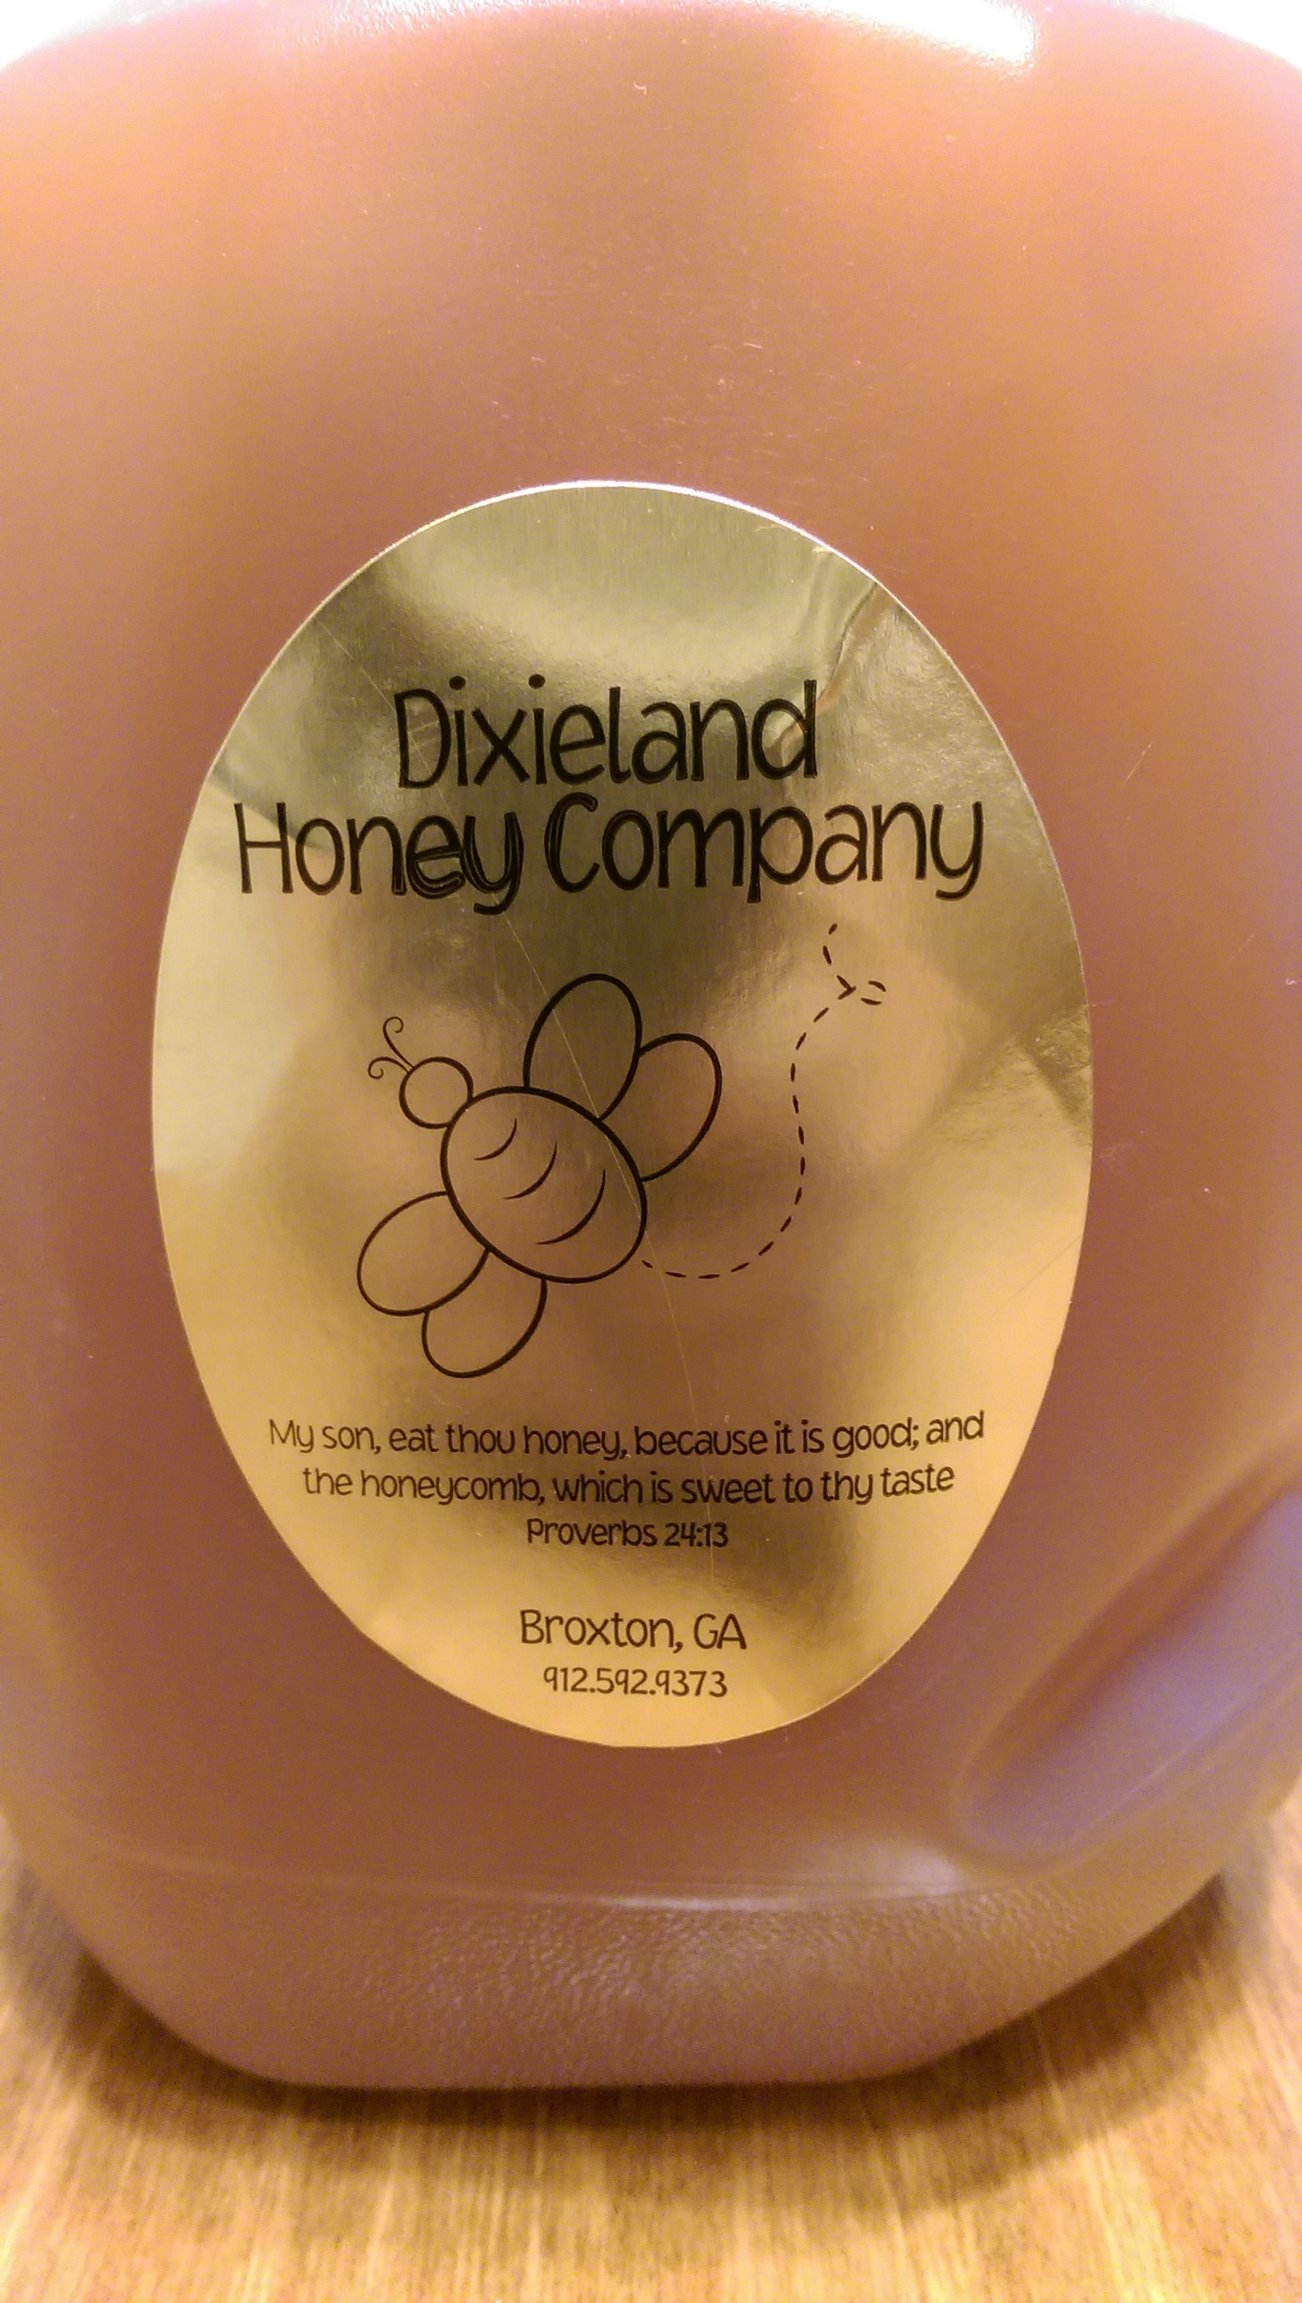 Dixieland
Honey Company
My son, eat thou honey, because it is good; and
the honeycomb, which is sweet to thy taste
Proverbs 24:13
Broxton, GA
912.592.9373